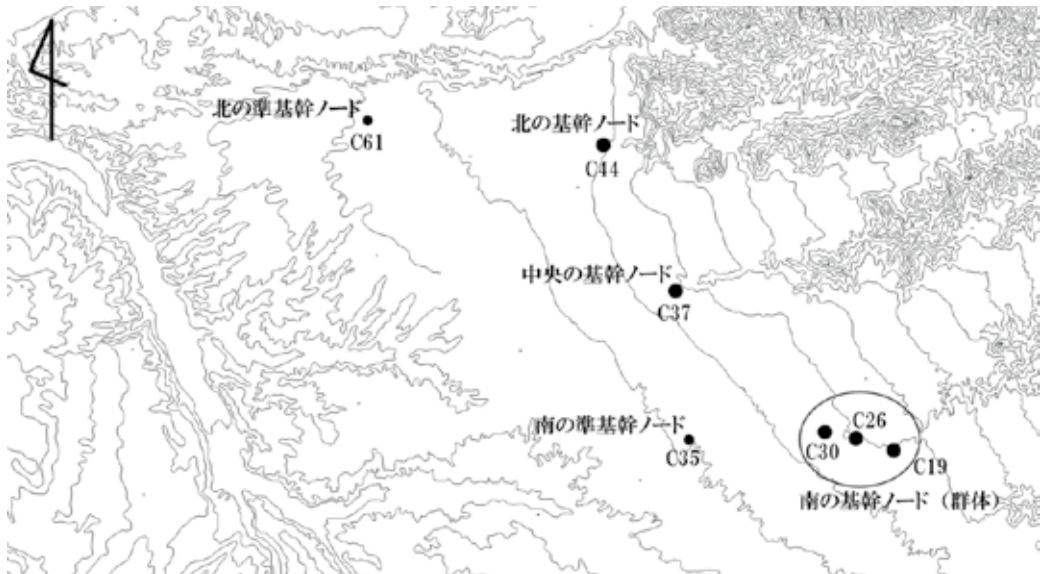 北の準基幹ノード
C61
北の基幹ノード
C44
中央の基幹ノード
C37
南の準基幹ノード
C35
C26
C30
C19
南の基幹ノード（群体）